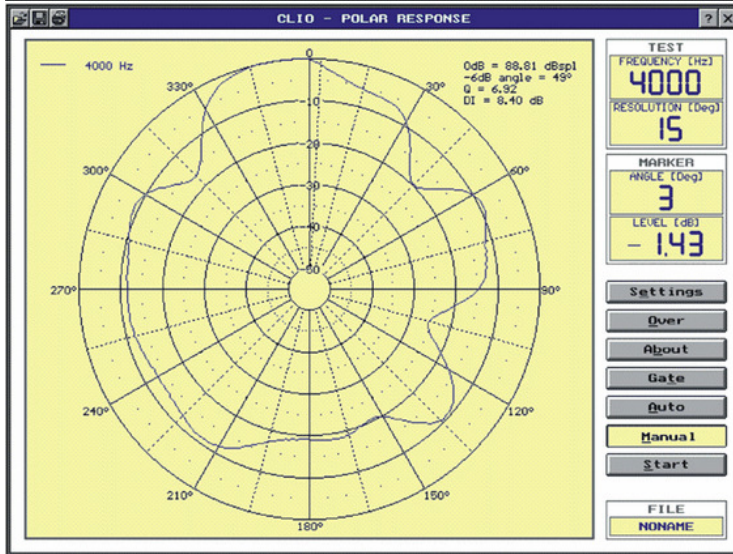 CLIO - POLAR RESPONSE
? X
4000 Hz
0dB = 88.81 dBspl
-6dB angle = 49°
Q = 6.92
DI = 8.40 dB
0
30°
60°
90°
120°
150°
180°
210°
240°
270°
300°
330°
-10
-20
-30
-40
-50
TEST
FREQUENCY [Hz]
4000
RESOLUTION [Deg]
15
MARKER
ANGLE [Deg]
3
LEVEL [dB]
-1.43
Settings
Over
About
Gate
Auto
Manual
Start
FILE
NONAME